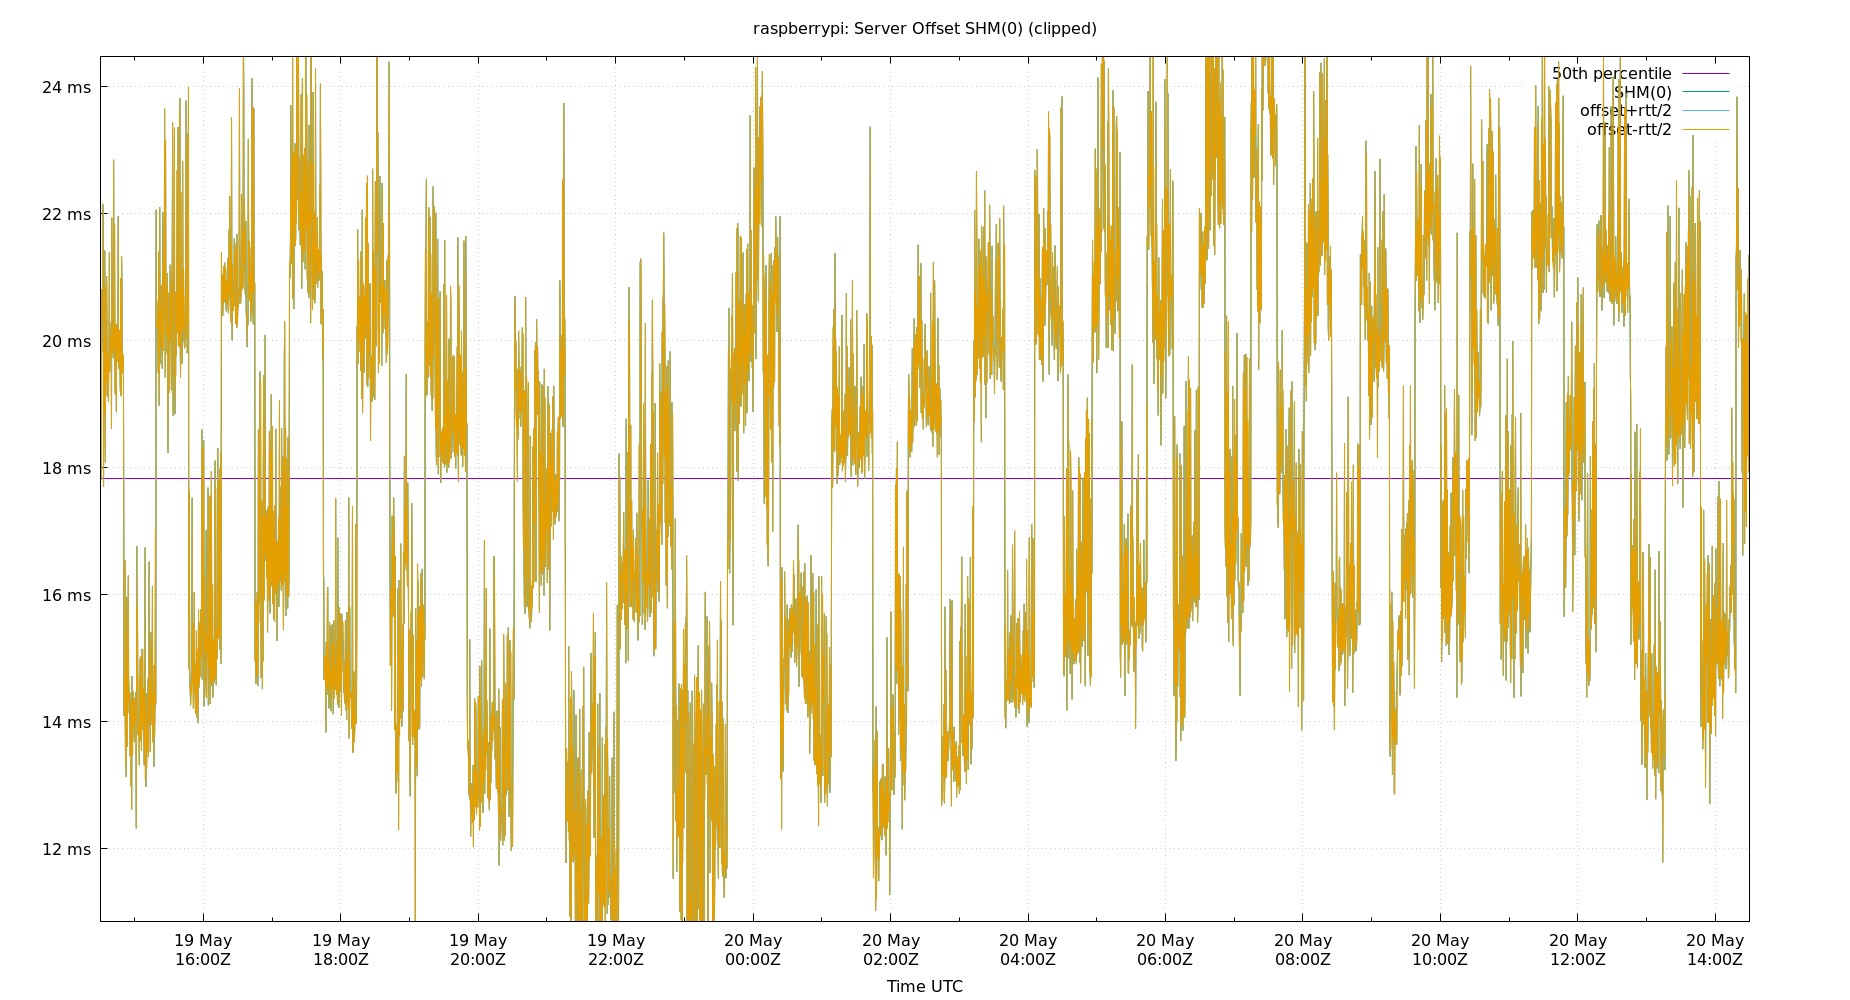 raspberrypi: Server Offset SHM(0) (clipped)
50th percentile
SHM(0)
offset+rtt/2
offset-rtt/2
24 ms
22 ms
20 ms
18 ms
16 ms
14 ms
12 ms
19 May 19 May 19 May 19 May 20 May 20 May 20 May 20 May 20 May 20 May 20 May 20 May
16:00Z 18:00Z 20:00Z 22:00Z 00:00Z 02:00Z 04:00Z 06:00Z 08:00Z 10:00Z 12:00Z 14:00Z
Time UTC